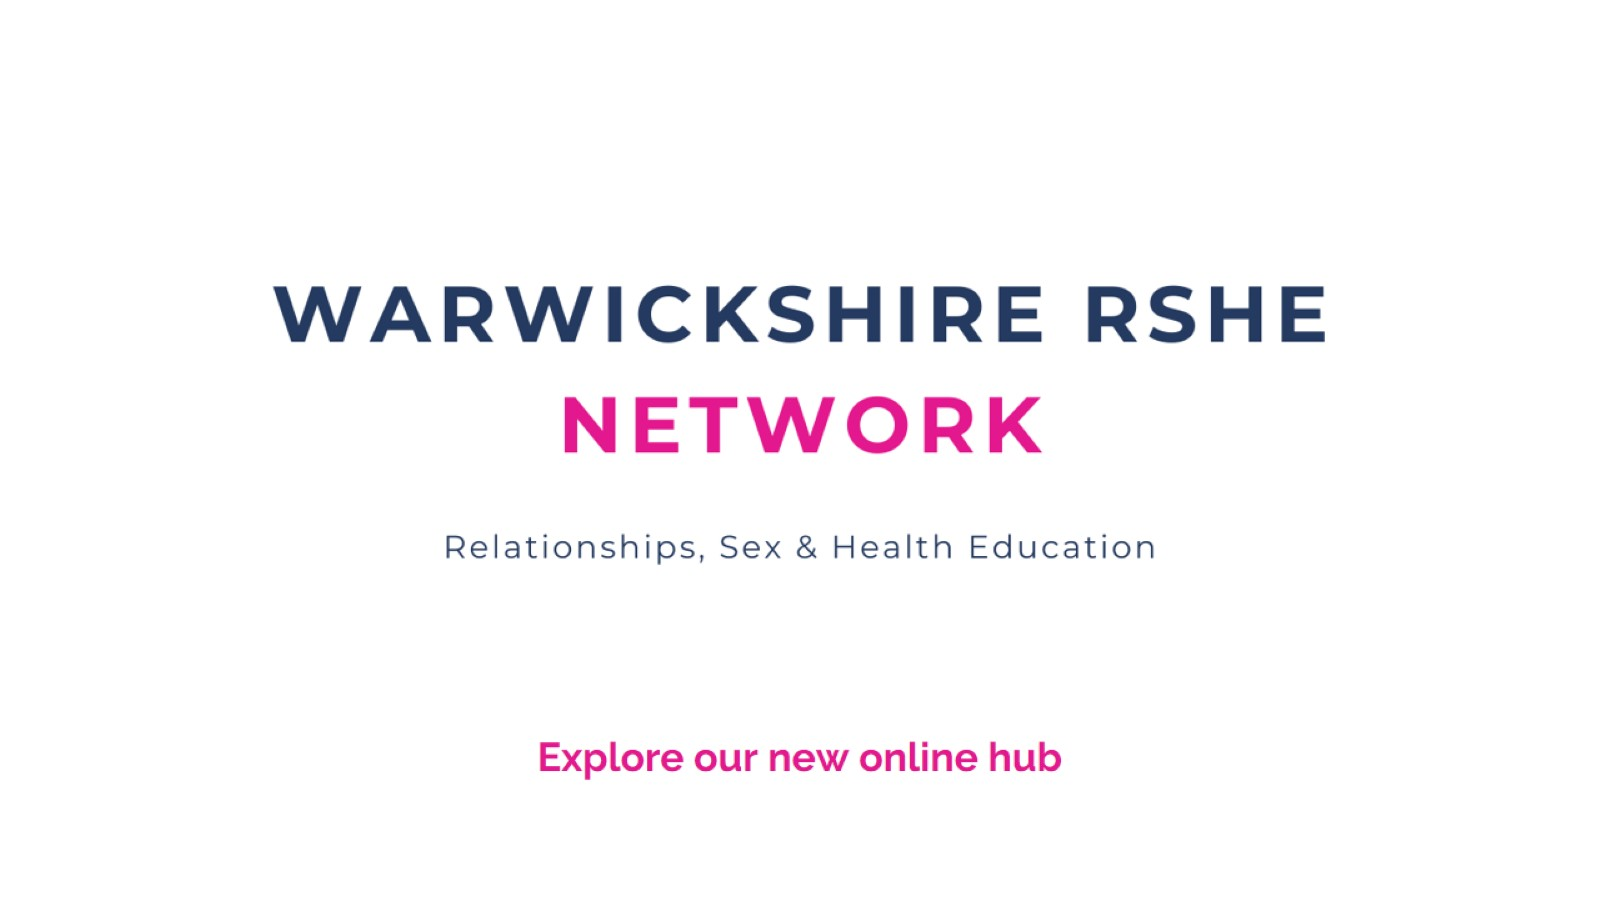 WARWICKSHIRE RSHE
NETWORK
Relationships, Sex & Health Education
Explore our new online hub